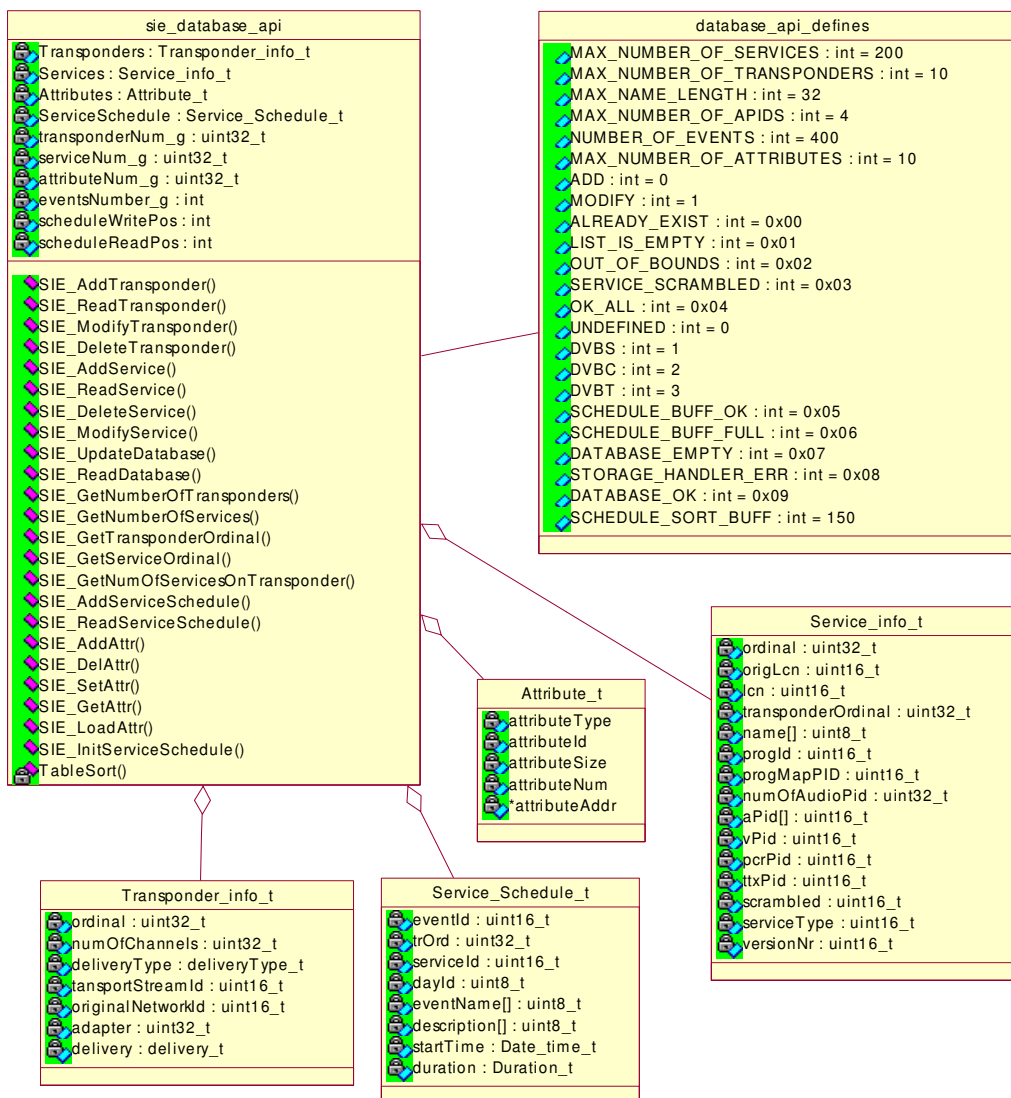 sie_database_api
Transponders : Transponder_info_t
Services : Service_info_t
Attributes : Attribute_t
ServiceSchedule : Service_Schedule_t
transponderNum_g : uint32_t
serviceNum_g : uint32_t
attributeNum_g : uint32_t
eventsNumber_g : int
scheduleWritePos : int
scheduleReadPos : int
SIE_AddTransponder()
SIE_ReadTransponder()
SIE_ModifyTransponder()
SIE_DeleteTransponder()
SIE_AddService()
SIE_ReadService()
SIE_DeleteService()
SIE_ModifyService()
SIE_UpdateDatabase()
SIE_ReadDatabase()
SIE_GetNumberOfTransponders()
SIE_GetNumberOfServices()
SIE_GetTransponderOrdinal()
SIE_GetServiceOrdinal()
SIE_GetNumOfServicesOnTransponder()
SIE_AddServiceSchedule()
SIE_ReadServiceSchedule()
SIE_AddAttr()
SIE_DelAttr()
SIE_SetAttr()
SIE_GetAttr()
SIE_LoadAttr()
SIE_InitServiceSchedule()
TableSort()
database_api_defines
MAX_NUMBER_OF_SERVICES : int = 200
MAX_NUMBER_OF_TRANSPONDERS : int = 10
MAX_NAME_LENGTH : int = 32
MAX_NUMBER_OF_APIDS : int = 4
NUMBER_OF_EVENTS : int = 400
MAX_NUMBER_OF_ATTRIBUTES : int = 10
ADD : int = 0
MODIFY : int = 1
ALREADY_EXIST : int = 0x00
LIST_IS_EMPTY : int = 0x01
OUT_OF_BOUNDS : int = 0x02
SERVICE_SCRAMBLED : int = 0x03
OK_ALL : int = 0x04
UNDEFINED : int = 0
DVBS : int = 1
DVBC : int = 2
DVBT : int = 3
SCHEDULE_BUFF_OK : int = 0x05
SCHEDULE_BUFF_FULL : int = 0x06
DATABASE_EMPTY : int = 0x07
STORAGE_HANDLER_ERR : int = 0x08
DATABASE_OK : int = 0x09
SCHEDULE_SORT_BUFF : int = 150
Service_info_t
ordinal : uint32_t
origLcn : uint16_t
lcn : uint16_t
transponderOrdinal : uint32_t
name[] : uint8_t
progId : uint16_t
progMapPID : uint16_t
numOfAudioPid : uint32_t
aPid[] : uint16_t
vPid : uint16_t
pcrPid : uint16_t
ttxPid : uint16_t
scrambled : uint16_t
serviceType : uint16_t
versionNr : uint16_t
Attribute_t
attributeType
attributeId
attributeSize
attributeNum
*attributeAddr
Transponder_info_t
ordinal : uint32_t
numOfChannels : uint32_t
deliveryType : deliveryType_t
tansportStreamId : uint16_t
originalNetworkId : uint16_t
adapter : uint32_t
delivery : delivery_t
Service_Schedule_t
eventId : uint16_t
trOrd : uint32_t
serviceId : uint16_t
dayId : uint8_t
eventName[] : uint8_t
description[] : uint8_t
startTime : Date_time_t
duration : Duration_t